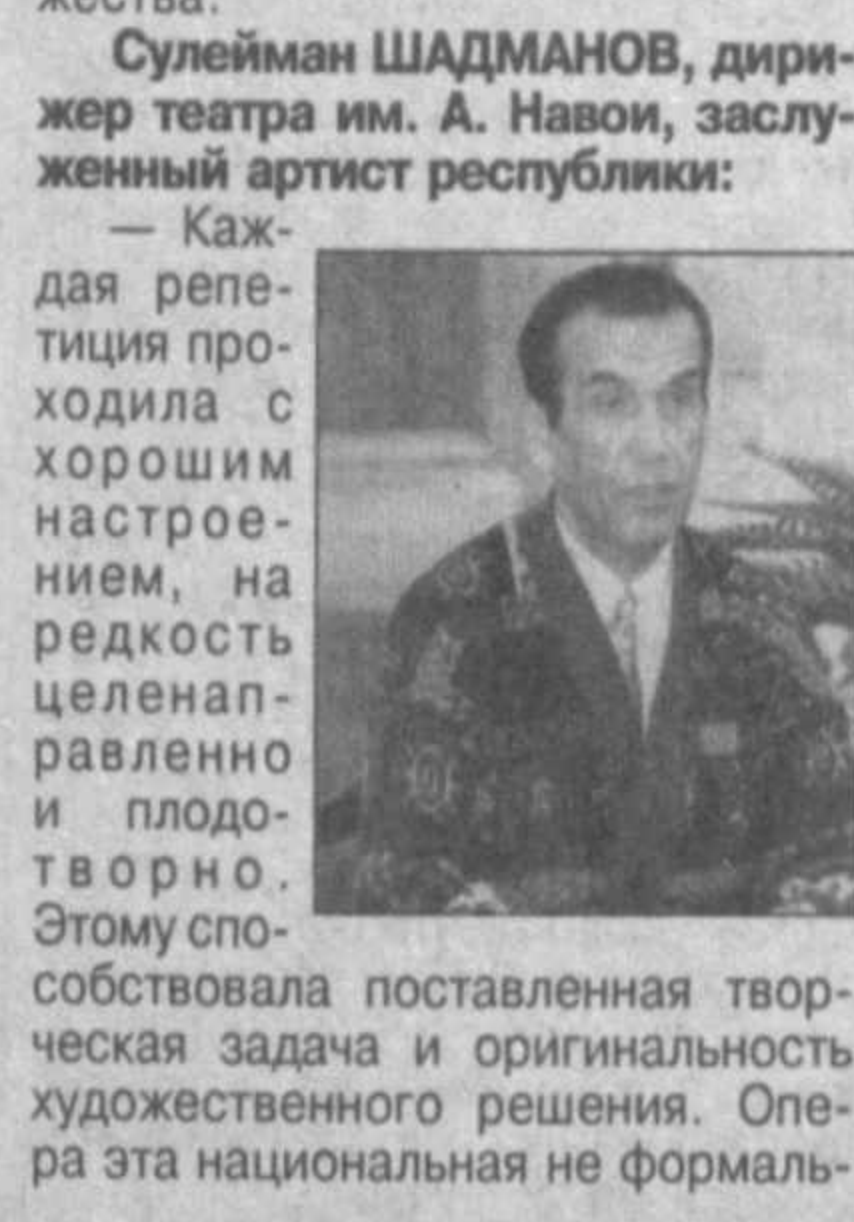 жества.
Сулейман ШАДМАНОВ, дири-
жер театра им. А. Навои, заслу-
женный артист республики:
— Каж-
дая репе-
тиция про-
ходила с
хорошим
настрое-
нием, на
редкость
целенап-
равленно
и плодо-
творно.
Этому спо-
собствовала поставленная твор-
ческая задача и оригинальность
художественного решения. Опе-
ра эта национальная не формаль-